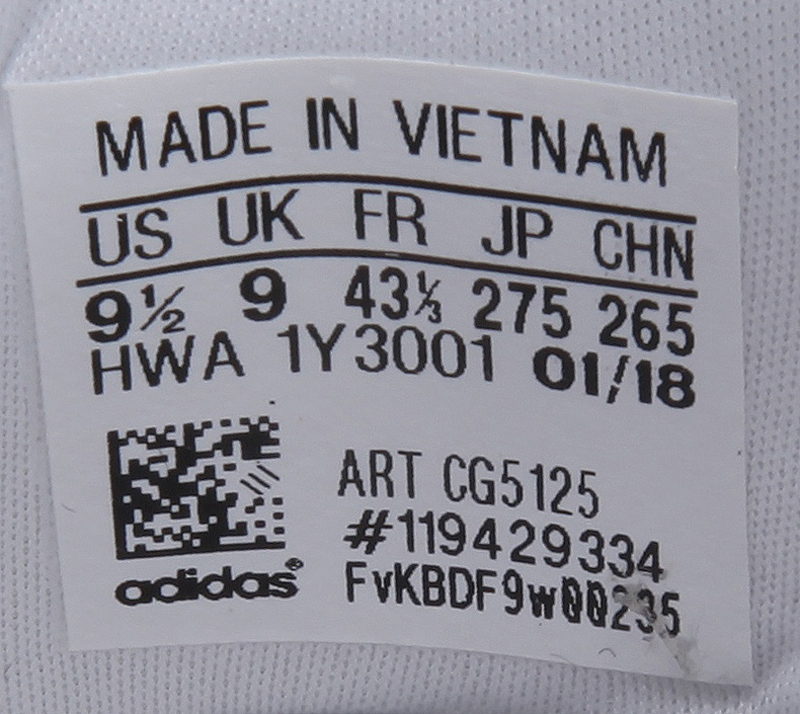 MADE IN VIETNAM
US UK FR JP CHN
9½ 9 43⅓ 275 265
HWA 1Y3001 01/18
ART CG5125
#119429334
FvKBDF9w00235
adidas®